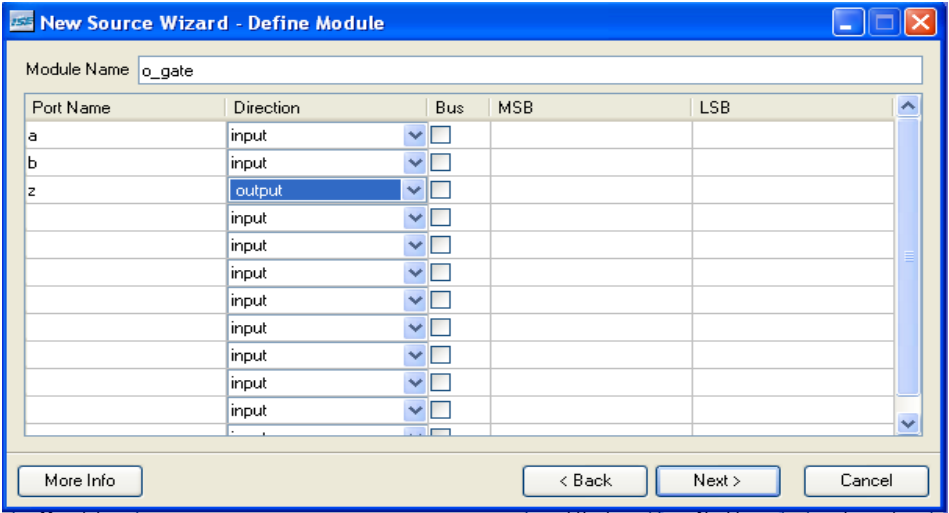 ISE New Source Wizard - Define Module
Module Name o_gate
Port Name Direction Bus MSB LSB
a input
b input
z output
input
input
input
input
input
input
input
input
More Info < Back Next > Cancel